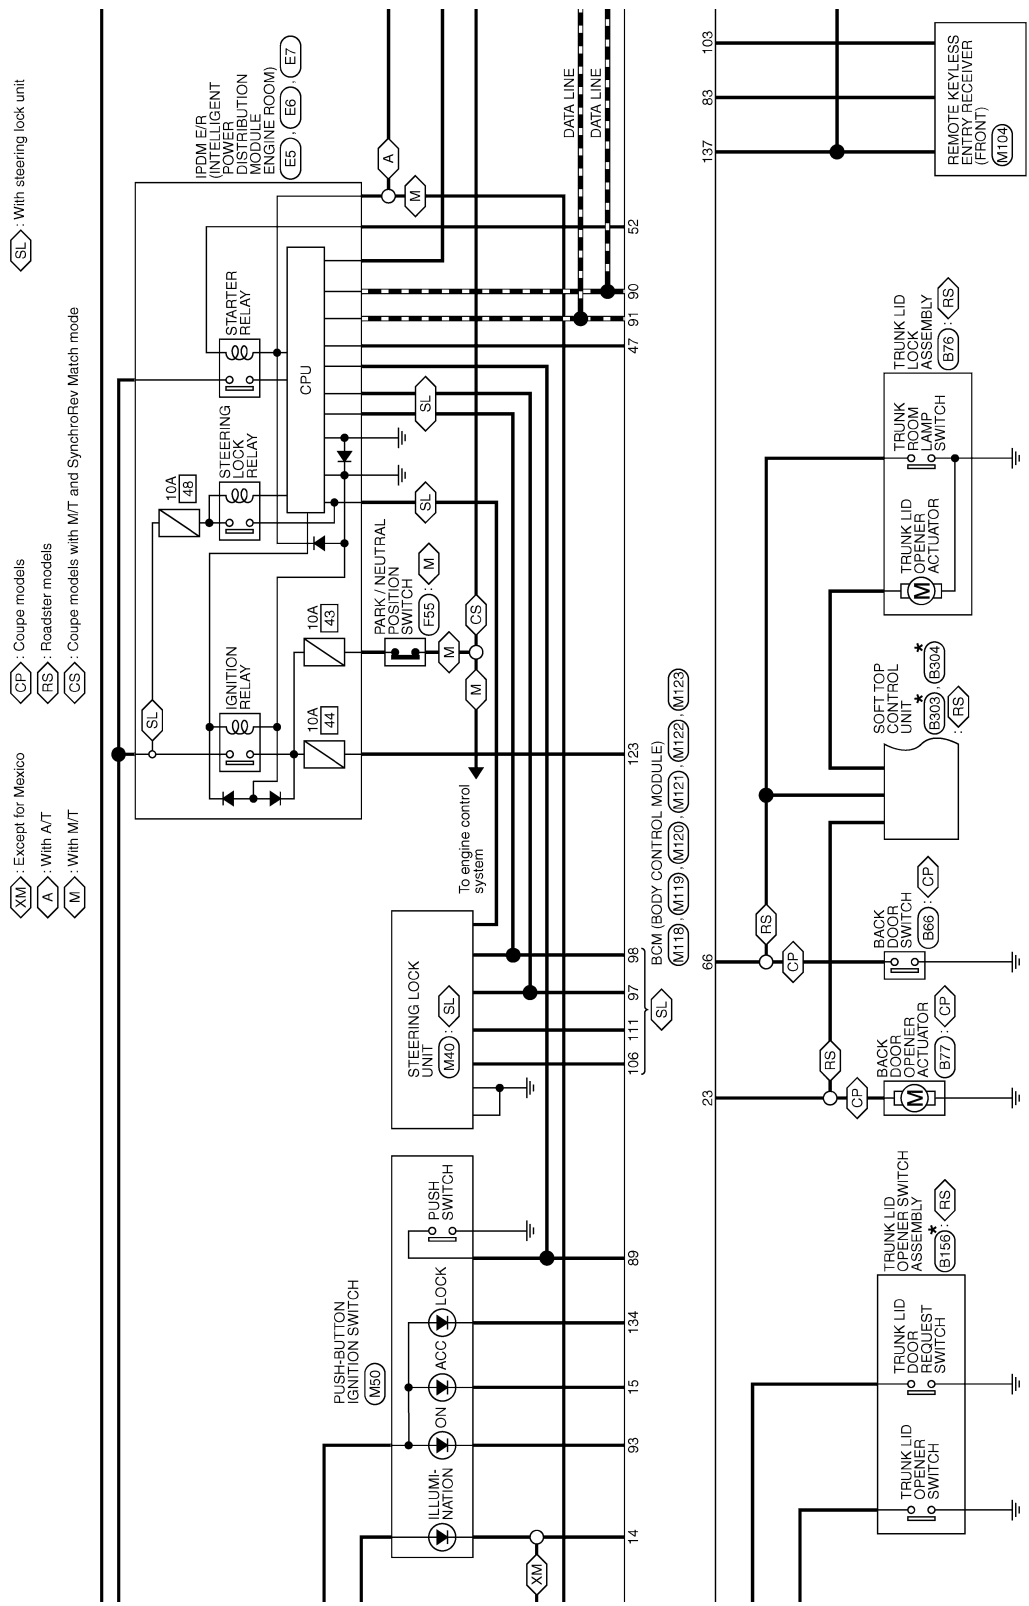 XM : Except for Mexico
A : With A/T
M : With M/T
CP : Coupe models
RS : Roadster models
CS : Coupe models with M/T and SynchroRev Match mode
SL : With steering lock unit
IPDM E/R
(INTELLIGENT
POWER
DISTRIBUTION
MODULE
ENGINE ROOM)
E5 , E6 , E7
A
M
STARTER
RELAY
CPU
STEERING
LOCK
RELAY
10A
48
SL
SL
SL
IGNITION
RELAY
10A
43
10A
44
PARK / NEUTRAL
POSITION
SWITCH
F55 : M
M
CS
M
To engine control
system
DATA LINE
DATA LINE
52
90
91
47
123
98
97
111
106
SL
89
134
15
93
14
STEERING LOCK
UNIT
M40 : SL
PUSH-BUTTON
IGNITION SWITCH
M50
ILLUMI-
NATION
ON
ACC
LOCK
PUSH
SWITCH
XM
BCM (BODY CONTROL MODULE)
M118 , M119 , M120 , M121 , M122 , M123
103
83
137
66
23
REMOTE KEYLESS
ENTRY RECEIVER
(FRONT)
M104
TRUNK LID
LOCK
ASSEMBLY
B76 : RS
TRUNK
ROOM
LAMP
SWITCH
TRUNK LID
OPENER
ACTUATOR
M
SOFT TOP
CONTROL
UNIT
* B303 , * B304
: RS
RS
CP
BACK
DOOR
SWITCH
B66 : CP
RS
CP
BACK
DOOR
OPENER
ACTUATOR
B77 : CP
M
TRUNK LID
OPENER SWITCH
ASSEMBLY
* B156 : RS
TRUNK LID
DOOR
REQUEST
SWITCH
TRUNK LID
OPENER
SWITCH